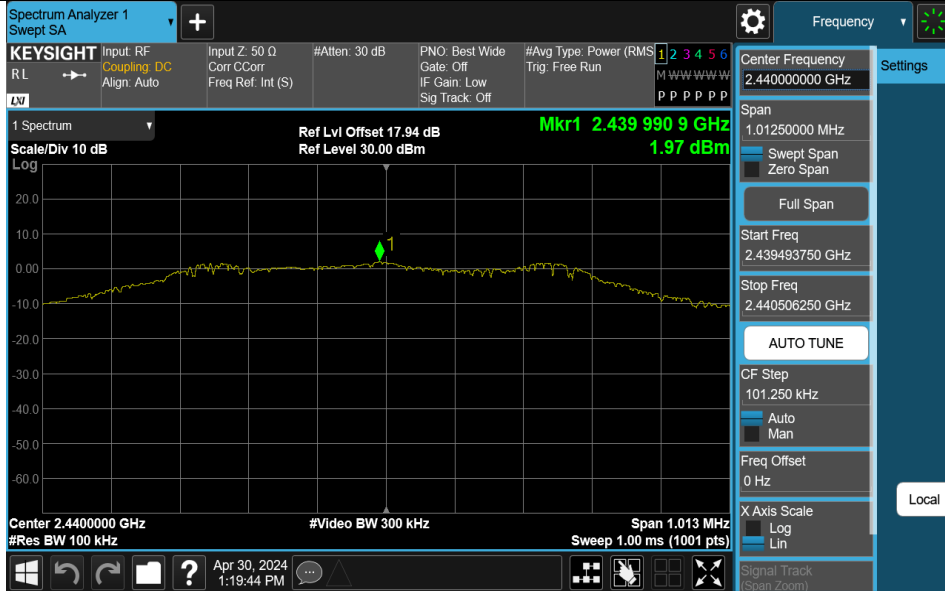 Spectrum Analyzer 1
Swept SA
+
Frequency
KEYSIGHT
R L
LXI
Input: RF
Coupling: DC
Align: Auto
Input Z: 50 Ω
Corr CCorr
Freq Ref: Int (S)
#Atten: 30 dB
PNO: Best Wide
Gate: Off
IF Gain: Low
Sig Track: Off
#Avg Type: Power (RMS
Trig: Free Run
1 2 3 4 5 6
M W W W W W
P P P P P P
1 Spectrum
Scale/Div 10 dB
Log
Ref Lvl Offset 17.94 dB
Ref Level 30.00 dBm
Mkr1 2.439 990 9 GHz
1.97 dBm
20.0
10.0
0.00
-10.0
-20.0
-30.0
-40.0
-50.0
-60.0
1
Center 2.4400000 GHz
#Res BW 100 kHz
#Video BW 300 kHz
Span 1.013 MHz
Sweep 1.00 ms (1001 pts)
Center Frequency
2.440000000 GHz
Span
1.01250000 MHz
Swept Span
Zero Span
Full Span
Start Freq
2.439493750 GHz
Stop Freq
2.440506250 GHz
AUTO TUNE
CF Step
101.250 kHz
Auto
Man
Freq Offset
0 Hz
X Axis Scale
Log
Lin
Signal Track
(Span Zoom)
Settings
Local
?
Apr 30, 2024
1:19:44 PM